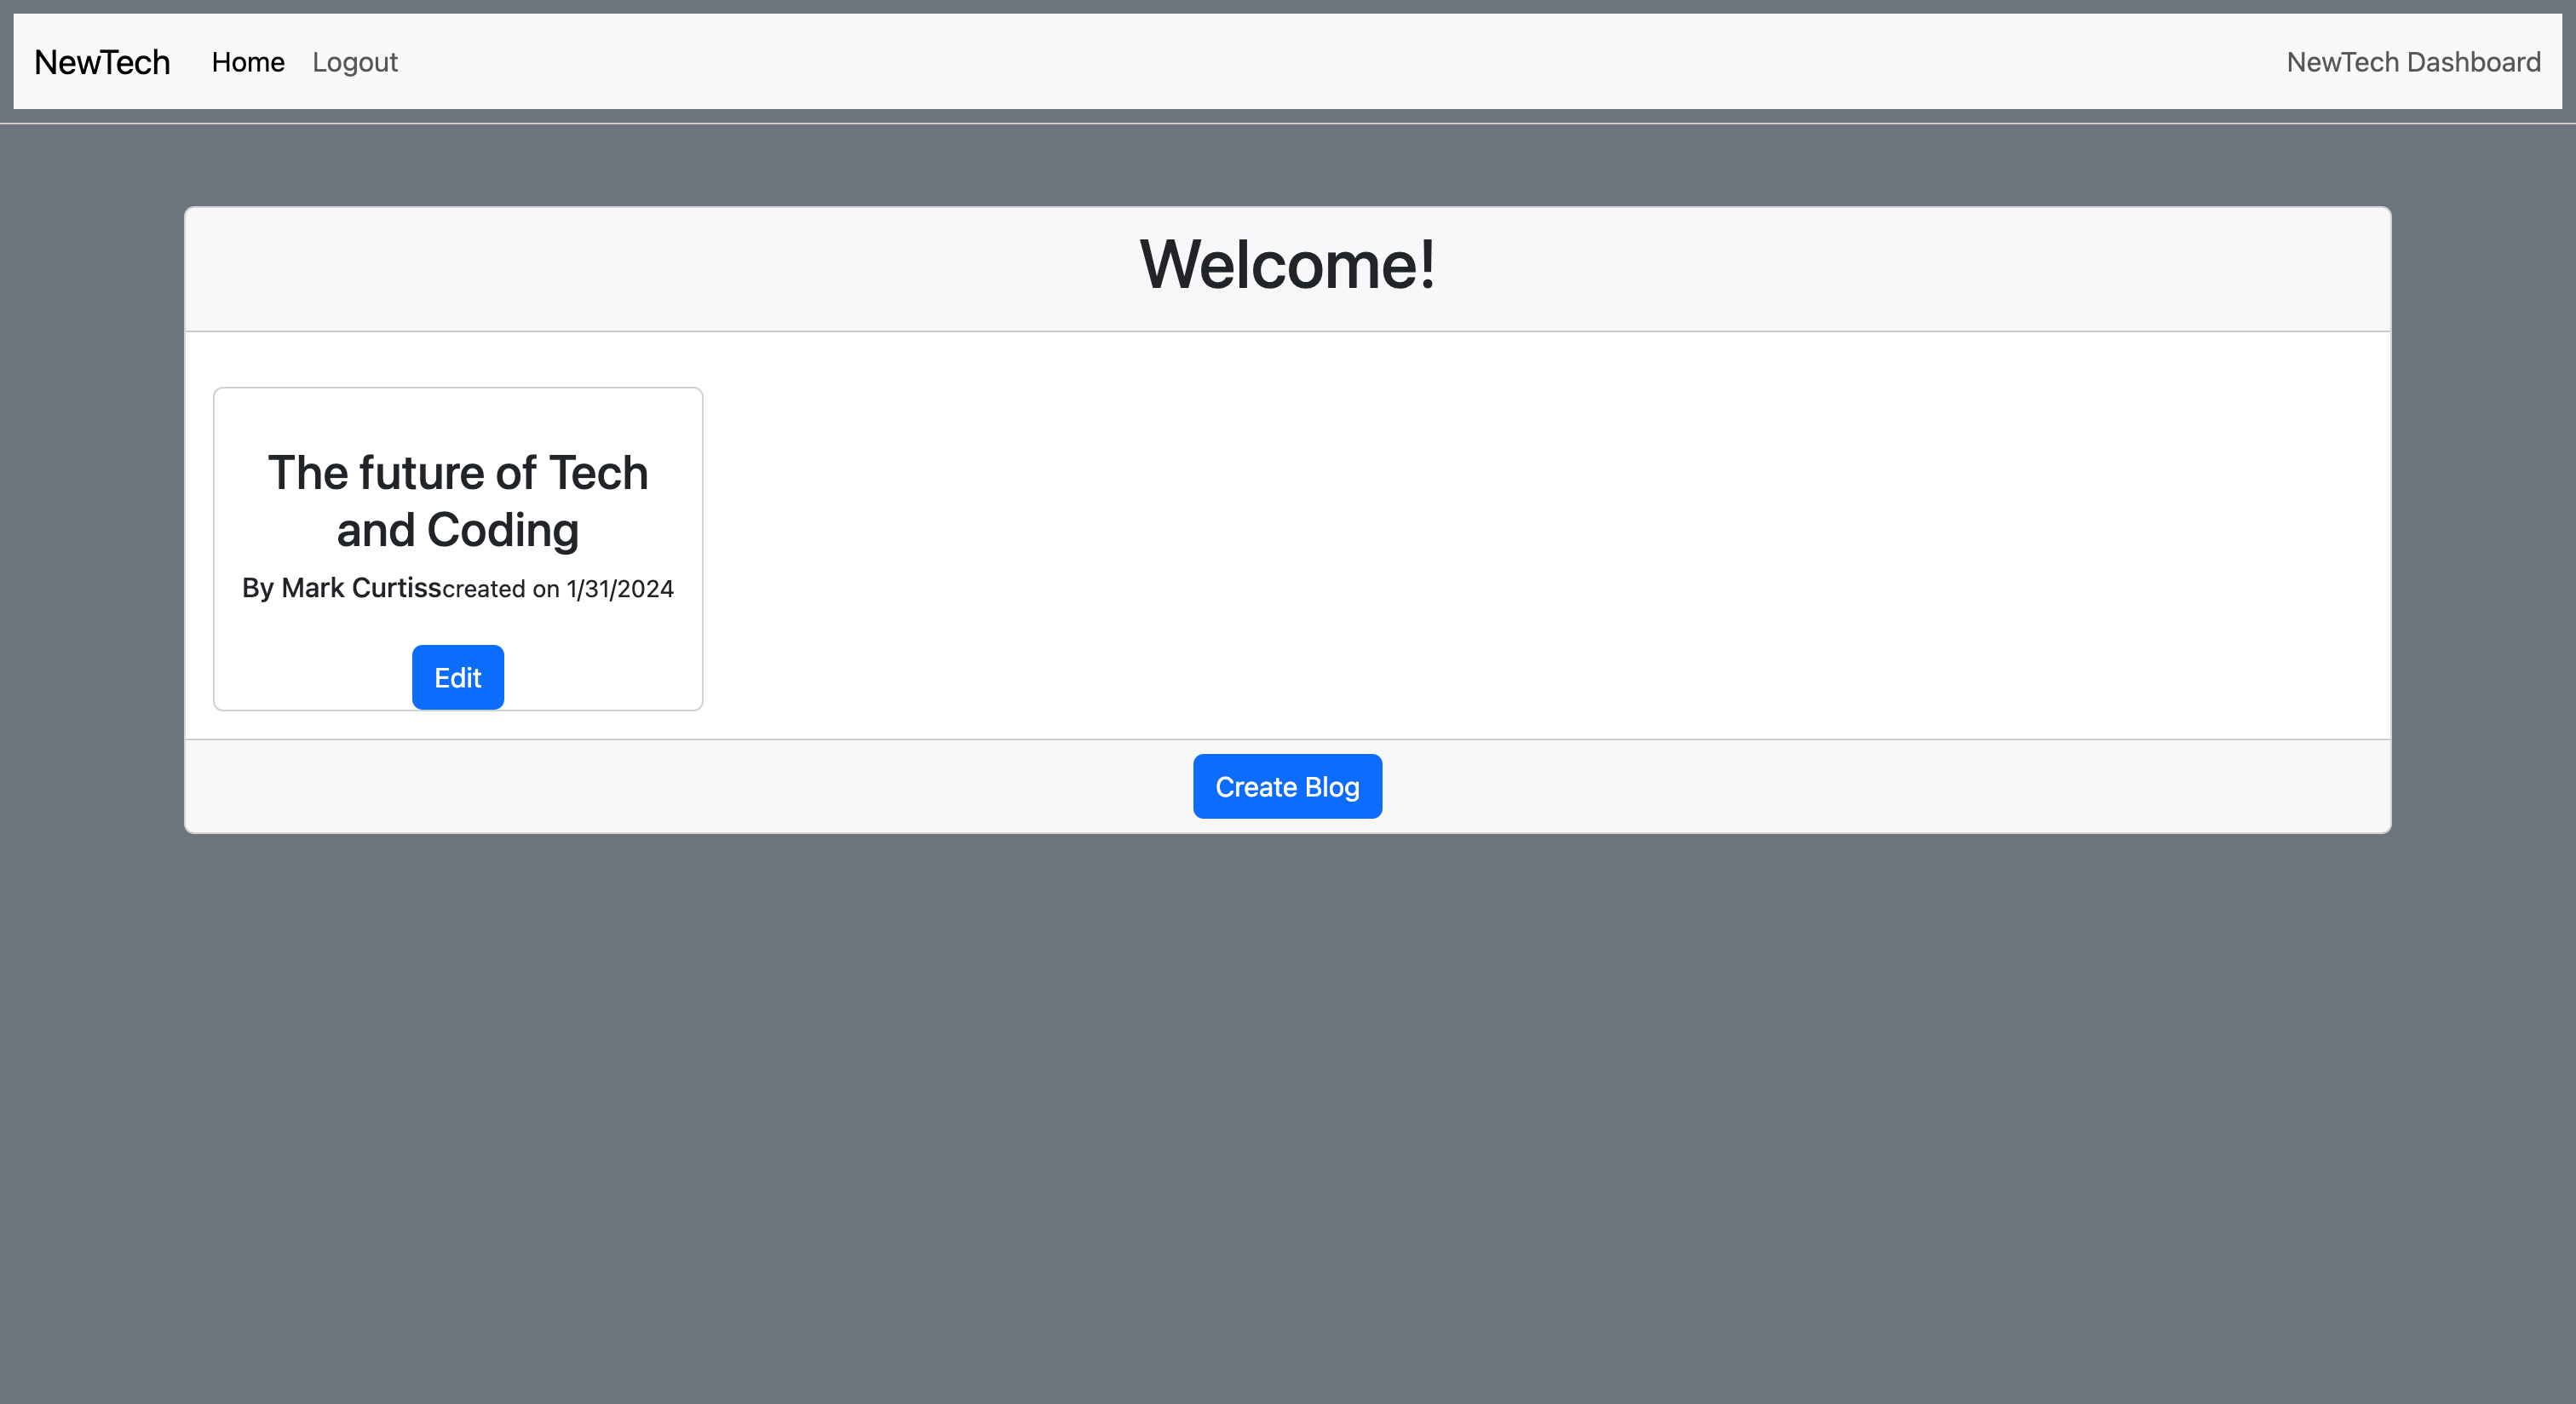 NewTech Home Logout NewTech Dashboard
Welcome!
The future of Tech
and Coding
By Mark Curtisscreated on 1/31/2024
Edit
Create Blog